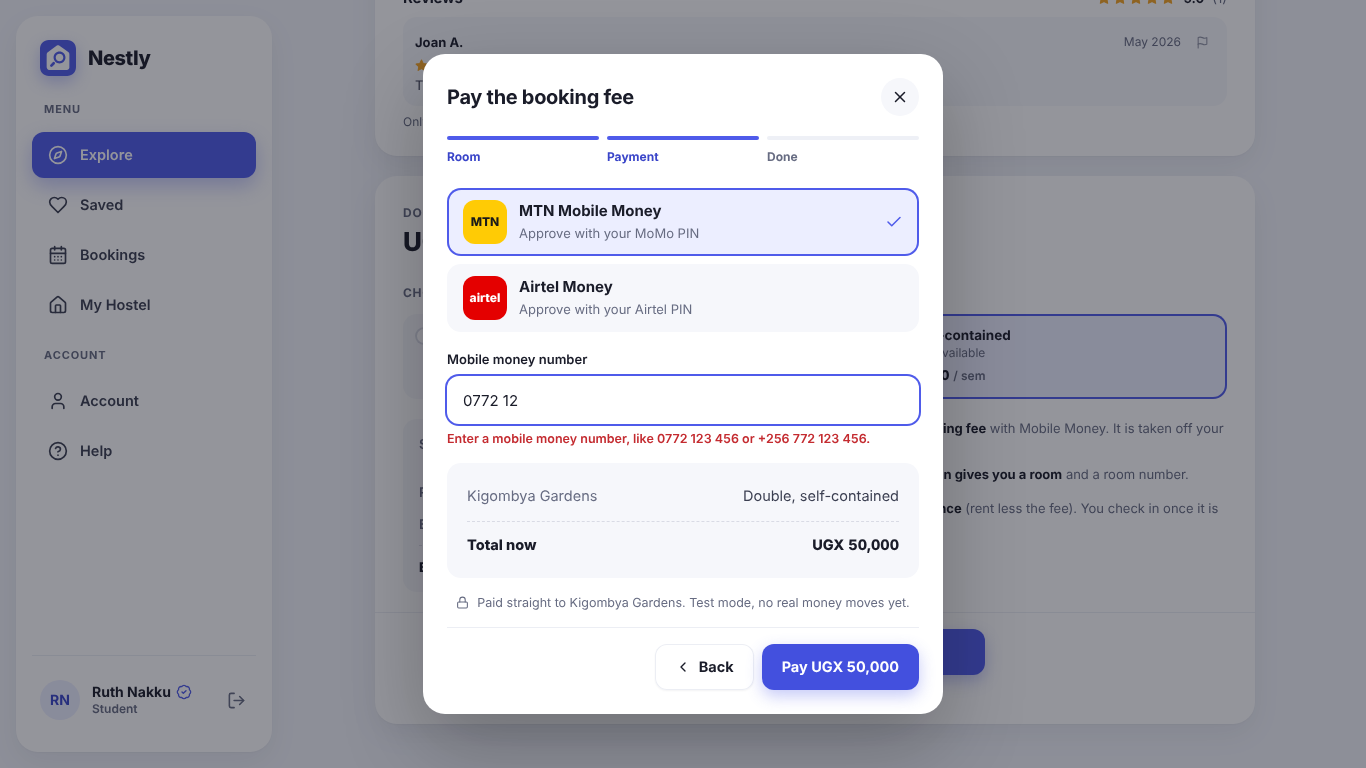 Nestly
MENU
Explore
Saved
Bookings
My Hostel
ACCOUNT
Account
Help
RN
Ruth Nakku
Student
Reviews
5.0 (1)
Joan A.
May 2026
Pay the booking fee
Room
Payment
Done
MTN
MTN Mobile Money
Approve with your MoMo PIN
airtel
Airtel Money
Approve with your Airtel PIN
Mobile money number
0772 12
Enter a mobile money number, like 0772 123 456 or +256 772 123 456.
Kigombya Gardens
Double, self-contained
Total now
UGX 50,000
Paid straight to Kigombya Gardens. Test mode, no real money moves yet.
Back
Pay UGX 50,000
-contained
/ sem
fee with Mobile Money. It is taken off your
gives you a room and a room number.
(rent less the fee). You check in once it is